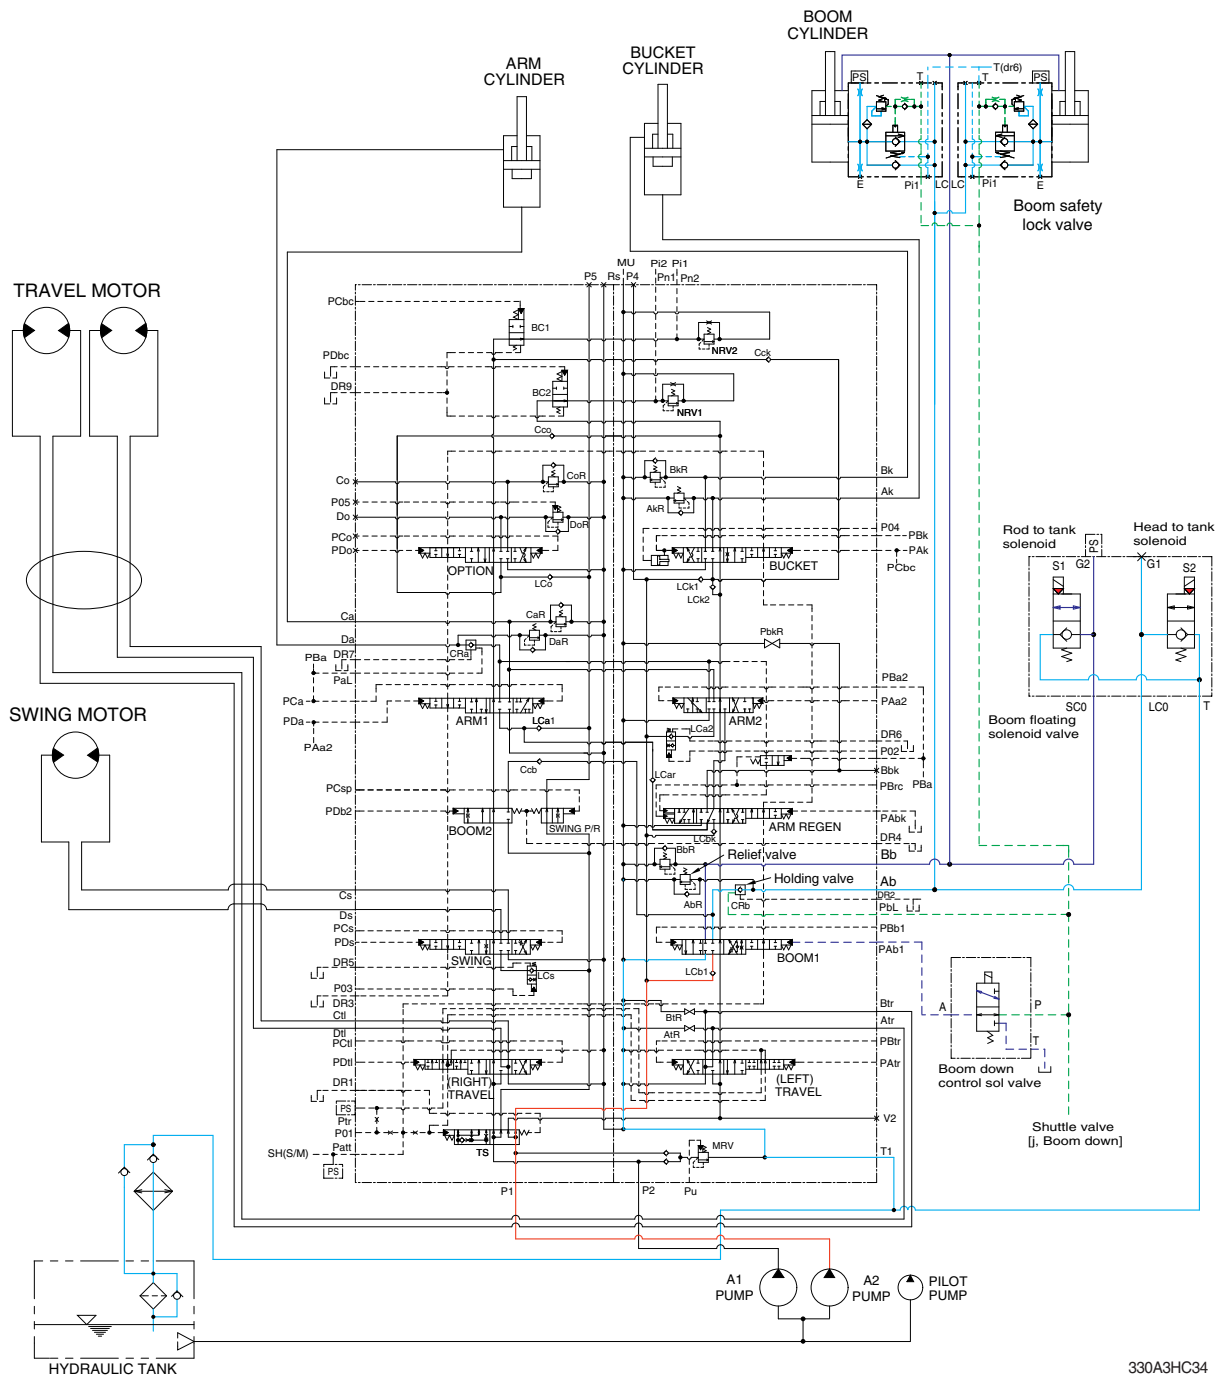 BOOM
CYLINDER
ARM
CYLINDER
BUCKET
CYLINDER
PS
T
T(dr6)
T
PS
E
Pi1
LC
LC
Pi1
E
Boom safety
lock valve
TRAVEL MOTOR
P5
Rs
MU
P4
Pi2
Pi1
Pn1
Pn2
PCbc
BC1
NRV2
Cck
PDbc
DR9
BC2
NRV1
Cco
Co
CoR
BkR
Bk
AkR
Ak
P05
Do
DoR
PCo
PDo
OPTION
P04
PBk
PAk
PCbc
BUCKET
LCo
LCk1
LCk2
Rod to tank
solenoid
PS
Head to tank
solenoid
S1
G2
G1
S2
Ca
CaR
Da
DaR
CRa
PbkR
PBa
DR7
PaL
PCa
PDa
PAa2
ARM1
LCa1
ARM2
LCa2
PBa2
PAa2
DR6
P02
Bbk
PBa
SC0
LC0
T
Boom floating
solenoid valve
SWING MOTOR
Ccb
LCar
PCsp
PDb2
BOOM2
SWING P/R
PBrc
PAbk
ARM REGEN
DR4
LCbk
BbR
Relief valve
Bb
Holding valve
Ab
AbR
CRb
DR2
PbL
Cs
Ds
PCs
PDs
SWING
PBb1
PAb1
BOOM1
DR5
LCs
LCb1
P03
DR3
Ctl
Dtl
PCtl
PDtl
BtR
AtR
Btr
Atr
PBtr
PAtr
A
P
T
Boom down
control sol valve
(RIGHT)
TRAVEL
(LEFT)
TRAVEL
DR1
PS
Ptr
P01
Patt
TS
SH(S/M)
PS
V2
MRV
T1
P1
P2
Pu
Shuttle valve
[j, Boom down]
A1
PUMP
A2
PUMP
PILOT
PUMP
HYDRAULIC TANK
330A3HC34